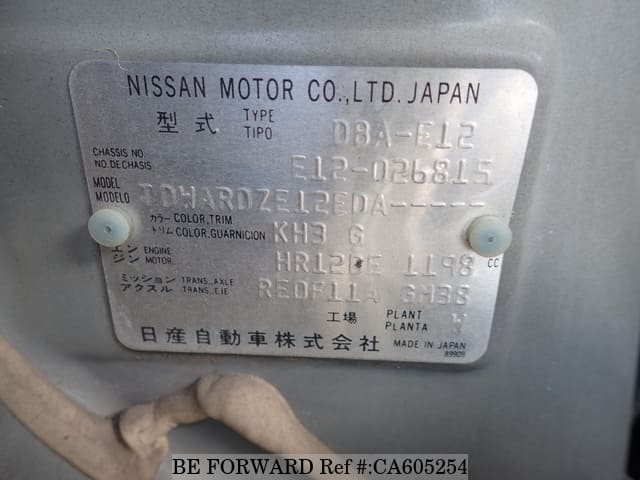 NISSAN MOTOR CO.,LTD. JAPAN
型式 TYPE TIPO DBA-E12
CHASSIS NO. NO.DE CHASIS E12-026815
MODEL MODELO TDWARDZE12EDA-----
カラー COLOR,TRIM トリム COLOR,GUARNICION KH3 G
エンジン ENGINE MOTOR HR12DE 1198 CC
ミッション TRANS.,AXLE アクスル TRANS.,EJE RE0F11A GH38
工場 PLANT PLANTA W
日産自動車株式会社 MADE IN JAPAN
89909
BE FORWARD Ref #:CA605254